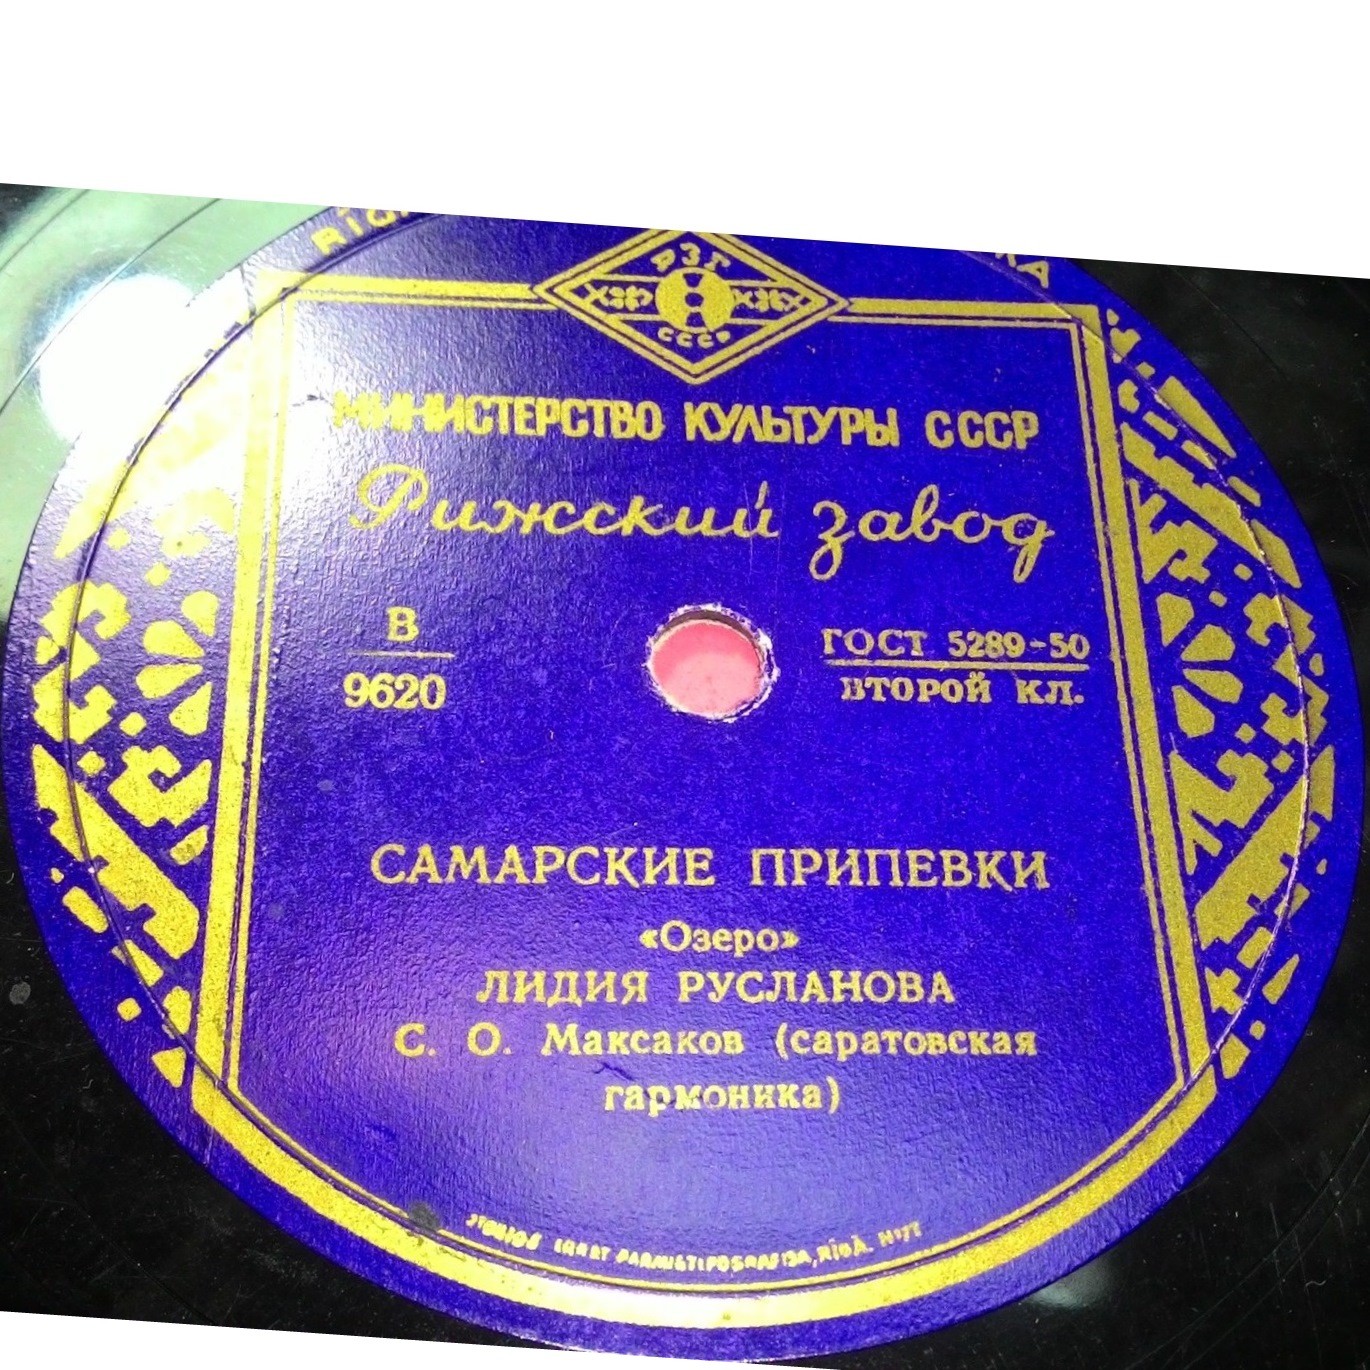 РЗГ
СССР
МИНИСТЕРСТВО КУЛЬТУРЫ СССР
Рижский завод
В
9620
ГОСТ 5289-50
ВТОРОЙ КЛ.
САМАРСКИЕ ПРИПЕВКИ
«Озеро»
ЛИДИЯ РУСЛАНОВА
С. О. Максаков (саратовская
гармоника)